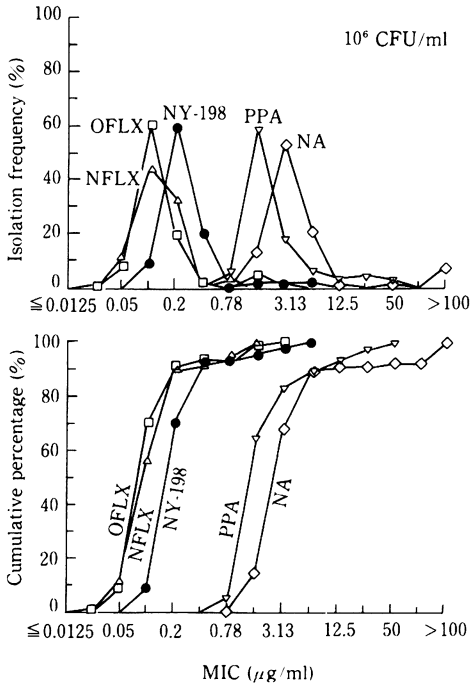 10⁶ CFU/ml
Isolation frequency (%)
100
80
60
40
20
0
OFLX
NY-198
NFLX
PPA
NA
≦0.0125 0.05 0.2 0.78 3.13 12.5 50 >100
Cumulative percentage (%)
100
80
60
40
20
0
OFLX
NFLX
NY-198
PPA
NA
≦0.0125 0.05 0.2 0.78 3.13 12.5 50 >100
MIC (μg/ml)